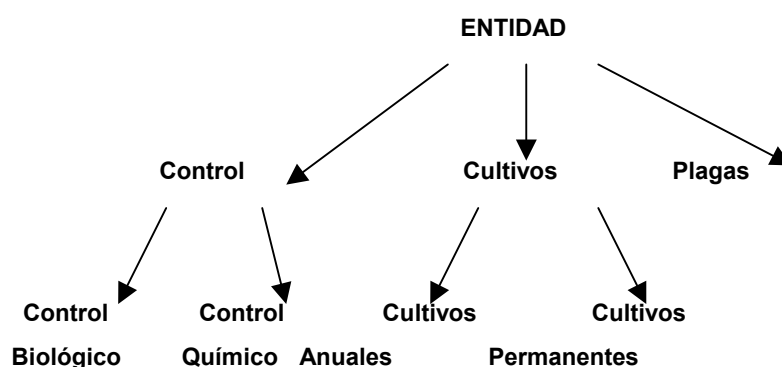 ENTIDAD
Control Cultivos Plagas
Control Control Cultivos Cultivos
Biológico Químico Anuales Permanentes